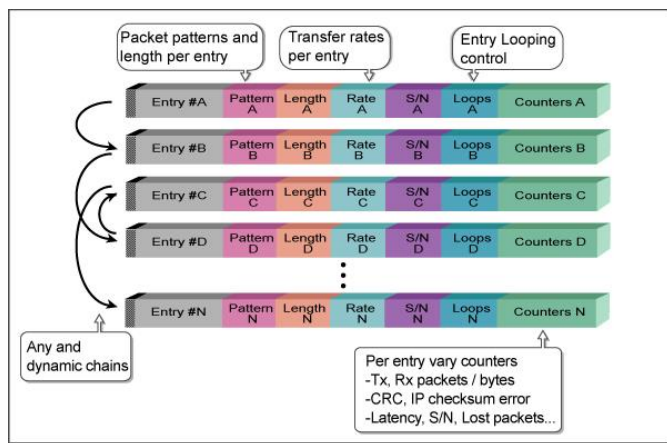 Packet patterns and
length per entry
Transfer rates
per entry
Entry Looping
control
Entry #A Pattern A Length A Rate A S/N A Loops A Counters A
Entry #B Pattern B Length B Rate B S/N B Loops B Counters B
Entry #C Pattern C Length C Rate C S/N C Loops C Counters C
Entry #D Pattern D Length D Rate D S/N D Loops D Counters D
Entry #N Pattern N Length N Rate N S/N N Loops N Counters N
Any and
dynamic chains
Per entry vary counters
-Tx, Rx packets / bytes
-CRC, IP checksum error
-Latency, S/N, Lost packets...